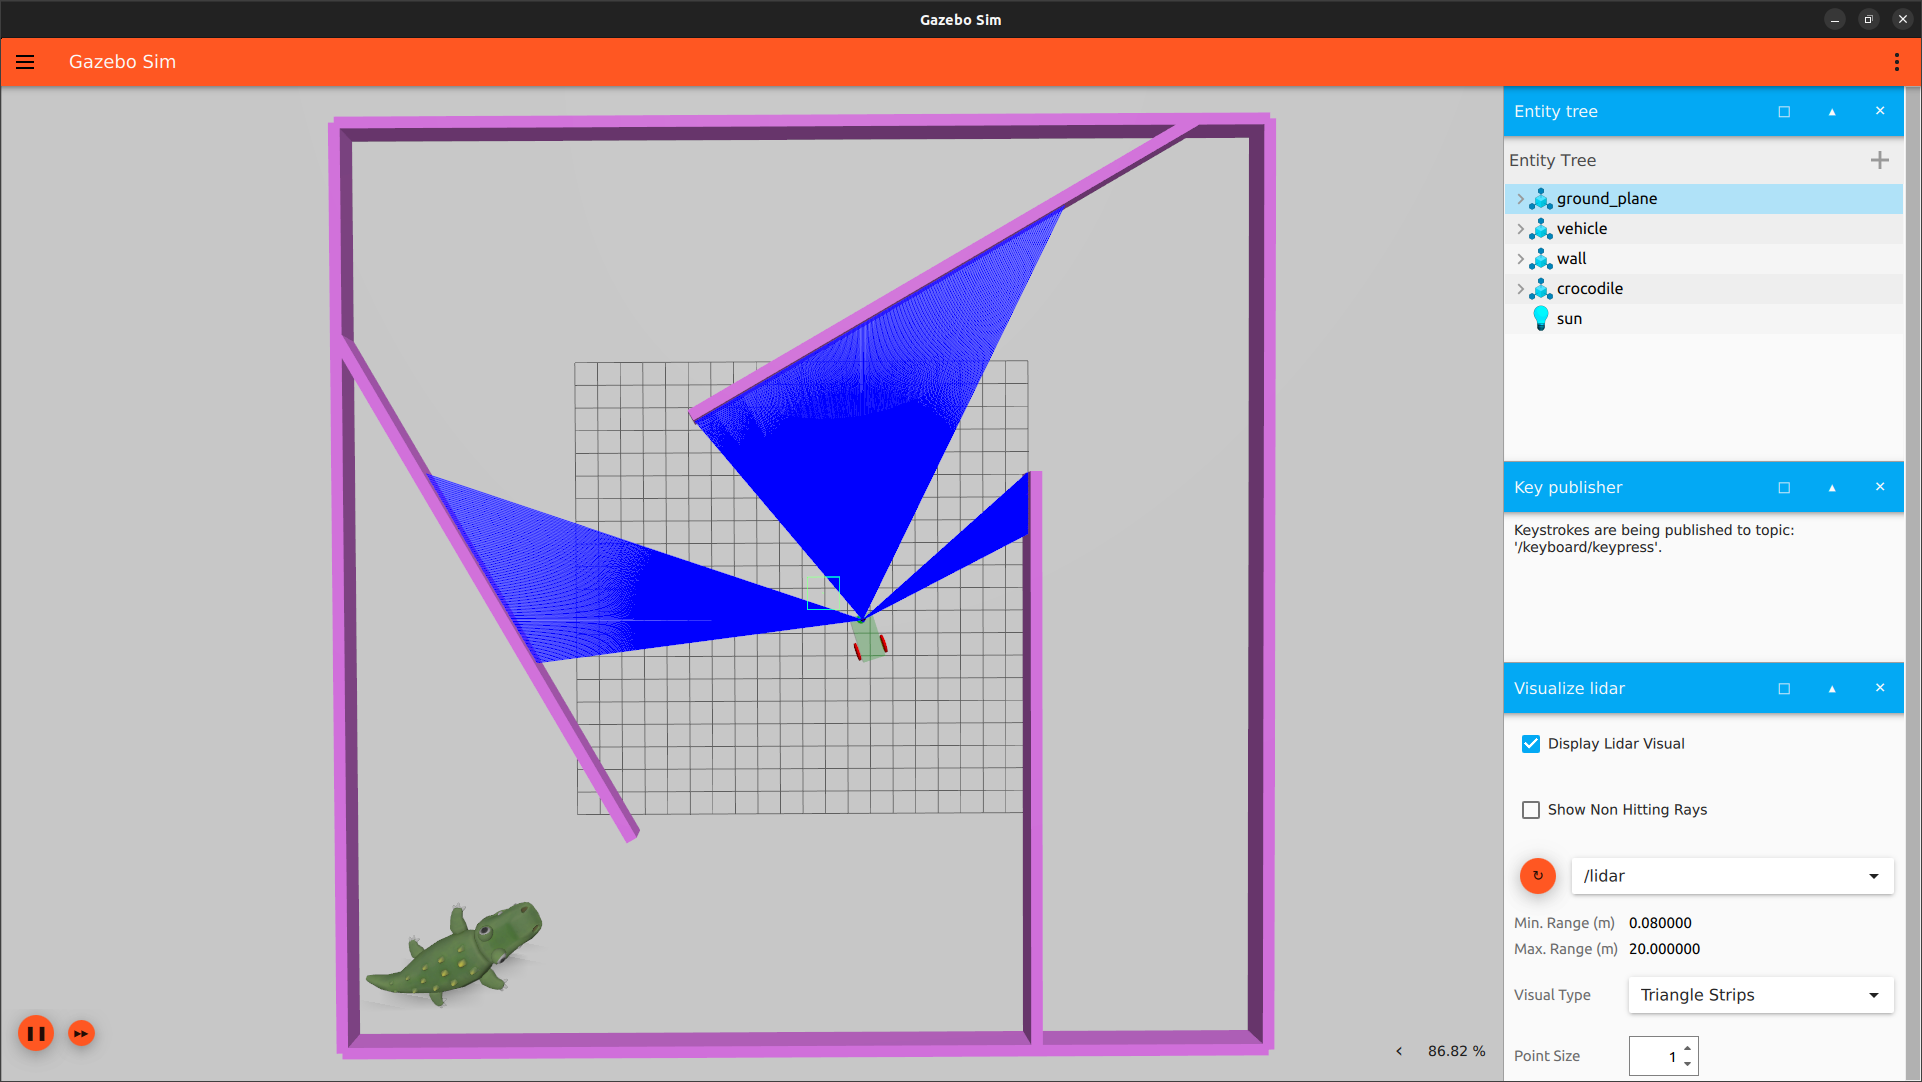 Gazebo Sim
Gazebo Sim
Entity tree
Entity Tree
ground_plane
vehicle
wall
crocodile
sun
Key publisher
Keystrokes are being published to topic:
'/keyboard/keypress'.
Visualize lidar
Display Lidar Visual
Show Non Hitting Rays
/lidar
Min. Range (m) 0.080000
Max. Range (m) 20.000000
Visual Type Triangle Strips
Point Size 1
86.82 %